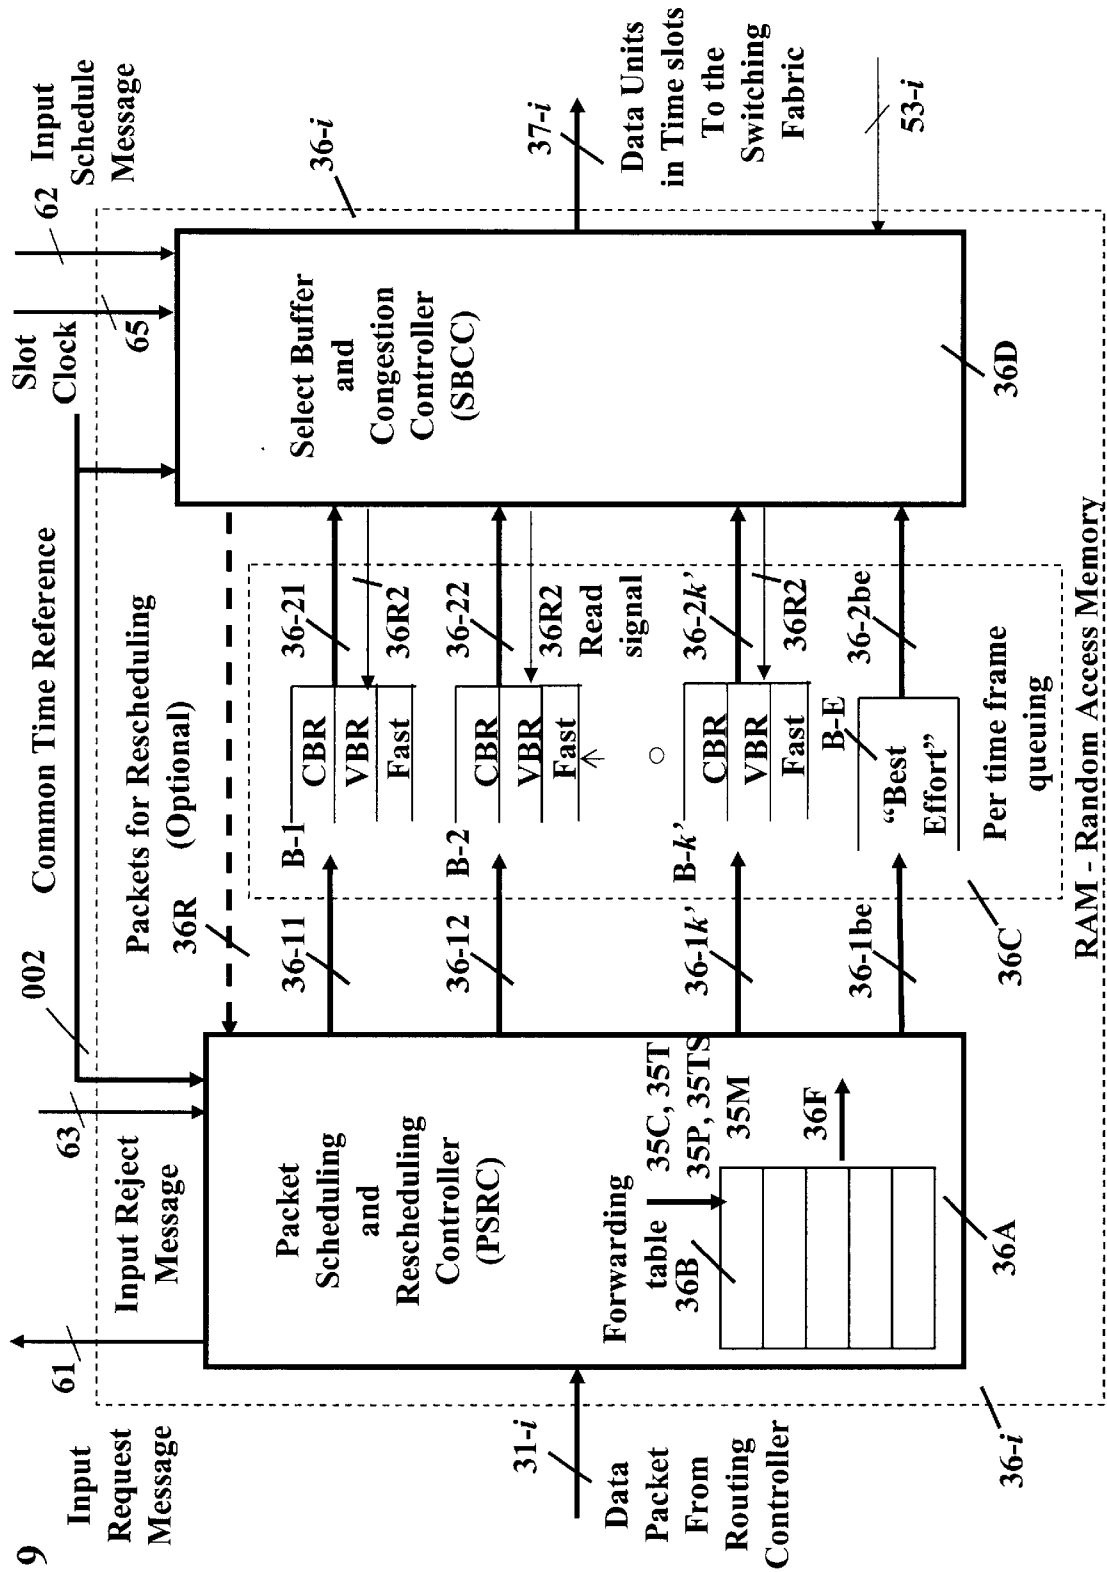 9
Input
Request
Message
61
Input Reject
Message
63
002
Common Time Reference
Slot
Clock
65
62
Input
Schedule
Message
Packets for Rescheduling
(Optional)
36R
36-i
Packet
Scheduling
and
Rescheduling
Controller
(PSRC)
Forwarding
table
36B
35C, 35T
35P, 35TS
35M
36F
36A
31-i
Data
Packet
From
Routing
Controller
36-i
36-11
B-1
CBR
VBR
Fast
36-21
36R2
36-12
B-2
CBR
VBR
Fast
36-22
36R2
Read
signal
36-1k'
B-k'
CBR
VBR
Fast
36-2k'
36R2
36-1be
B-E
“Best
Effort”
36-2be
36C
Per time frame
queuing
RAM - Random Access Memory
Select Buffer
and
Congestion
Controller
(SBCC)
36D
37-i
Data Units
in Time slots
To the
Switching
Fabric
53-i